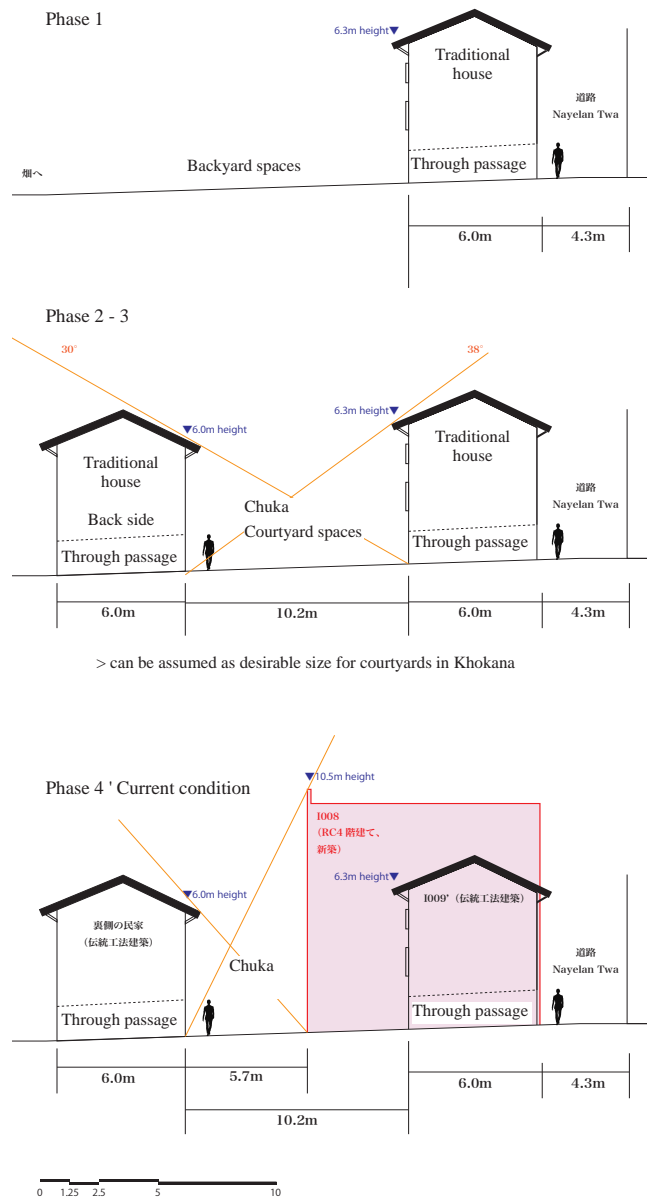 Phase 1
6.3m height
Traditional
house
道路
Nayelan Twa
畑へ
Backyard spaces
Through passage
6.0m
4.3m
Phase 2 - 3
30°
38°
6.0m height
6.3m height
Traditional
house
Traditional
house
道路
Nayelan Twa
Back side
Chuka
Courtyard spaces
Through passage
Through passage
6.0m
10.2m
6.0m
4.3m
> can be assumed as desirable size for courtyards in Khokana
Phase 4 ' Current condition
10.5m height
I008
(RC4 階建て、
新築)
6.3m height
6.0m height
I009' (伝統工法建築)
裏側の民家
(伝統工法建築)
道路
Nayelan Twa
Chuka
Through passage
Through passage
6.0m
5.7m
6.0m
4.3m
10.2m
0 1.25 2.5 5 10